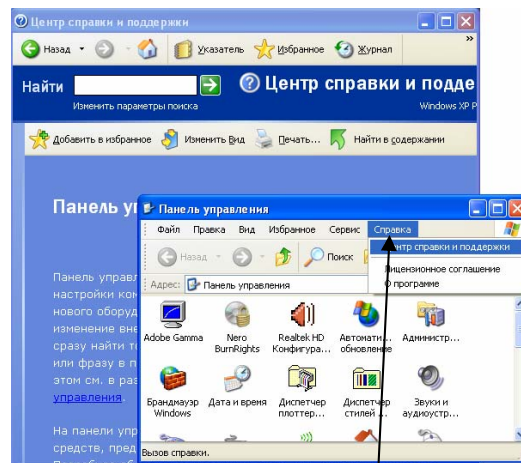 Центр справки и поддержки
Назад Указатель Избранное Журнал »
Найти Центр справки и подде
Изменить параметры поиска Windows XP P
Добавить в избранное Изменить вид Печать... Найти в содержании
Панель уп
Панель управл
настройки ком
нового оборуд
изменение вне
сразу найти т
или фразу в п
этом см. в раз
управления.
На панели упр
средств, пред
Панель управления
Файл Правка Вид Избранное Сервис Справка
Центр справки и поддержки
Лицензионное соглашение
О программе
Назад Поиск
Адрес: Панель управления
Adobe Gamma Nero BurnRights Realtek HD Конфигура... Автомати... обновление Администр...
Брандмауэр Windows Дата и время Диспетчер плоттер... Диспетчер стилей ... Звуки и аудиоустр...
Вызов справки.